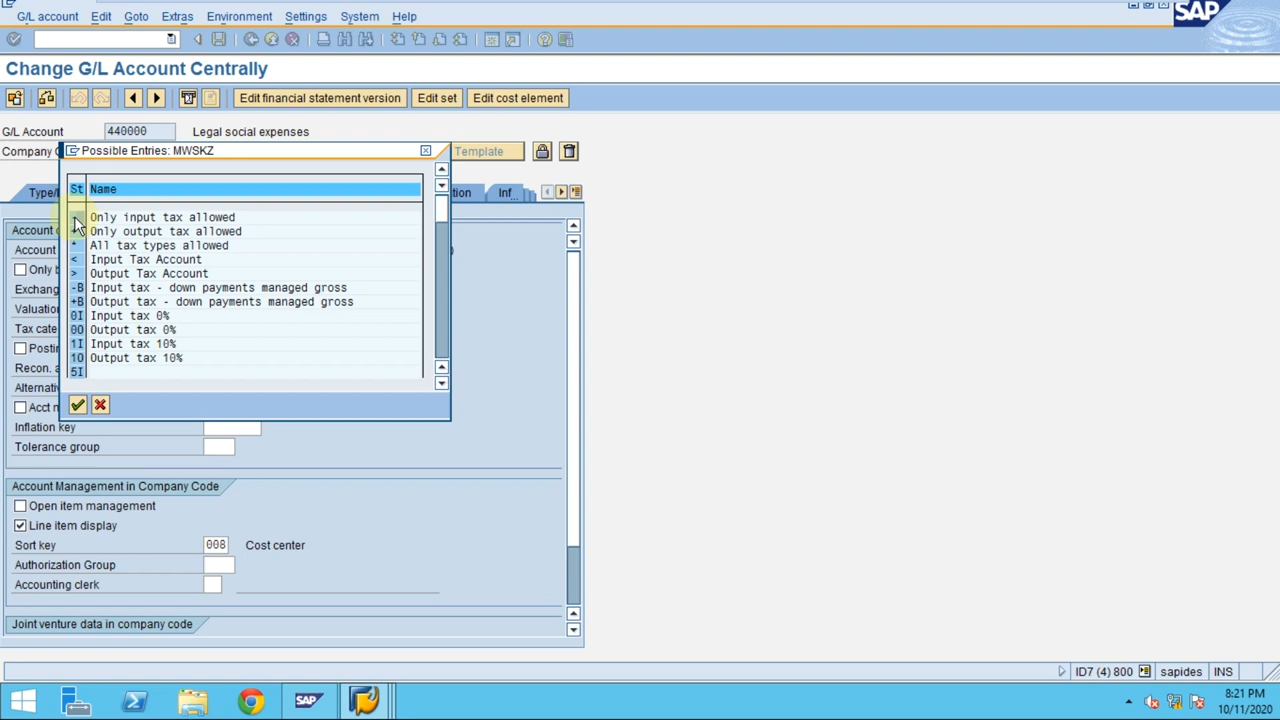 G/L account Edit Goto Extras Environment Settings System Help
SAP
Change G/L Account Centrally
Edit financial statement version Edit set Edit cost element
G/L Account 440000 Legal social expenses
Company Template
Possible Entries: MWSKZ
Type/ tion Inf
St Name
Only input tax allowed
Only output tax allowed
* All tax types allowed
< Input Tax Account
> Output Tax Account
-B Input tax - down payments managed gross
+B Output tax - down payments managed gross
0I Input tax 0%
0O Output tax 0%
1I Input tax 10%
1O Output tax 10%
5I
Account
Account
Only b
Exchan
Valuatio
Tax cate
Postin
Recon. a
Alternati
Acct m
Inflation key
Tolerance group
Account Management in Company Code
Open item management
Line item display
Sort key 008 Cost center
Authorization Group
Accounting clerk
Joint venture data in company code
ID7 (4) 800 sapides INS
SAP
8:21 PM
10/11/2020